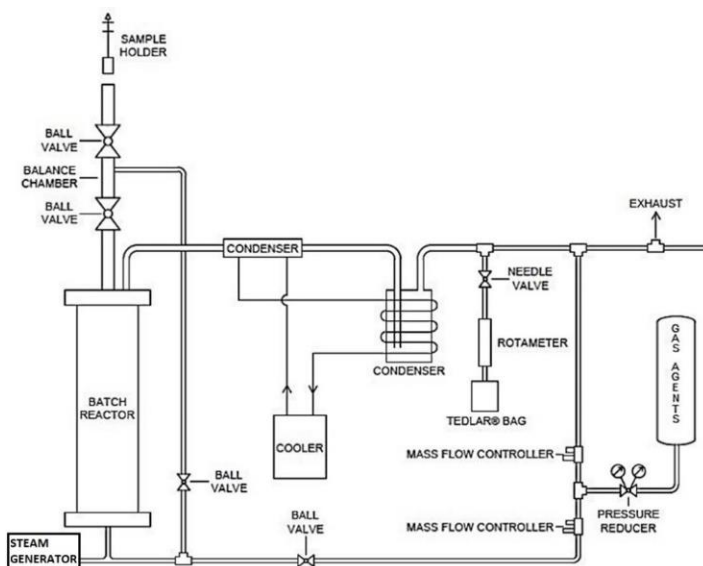 SAMPLE
HOLDER
BALL
VALVE
BALANCE
CHAMBER
BALL
VALVE
EXHAUST
CONDENSER
NEEDLE
VALVE
ROTAMETER
GAS AGENTS
CONDENSER
BATCH
REACTOR
TEDLAR® BAG
COOLER
MASS FLOW CONTROLLER
BALL
VALVE
PRESSURE
REDUCER
BALL
VALVE
MASS FLOW CONTROLLER
STEAM
GENERATOR